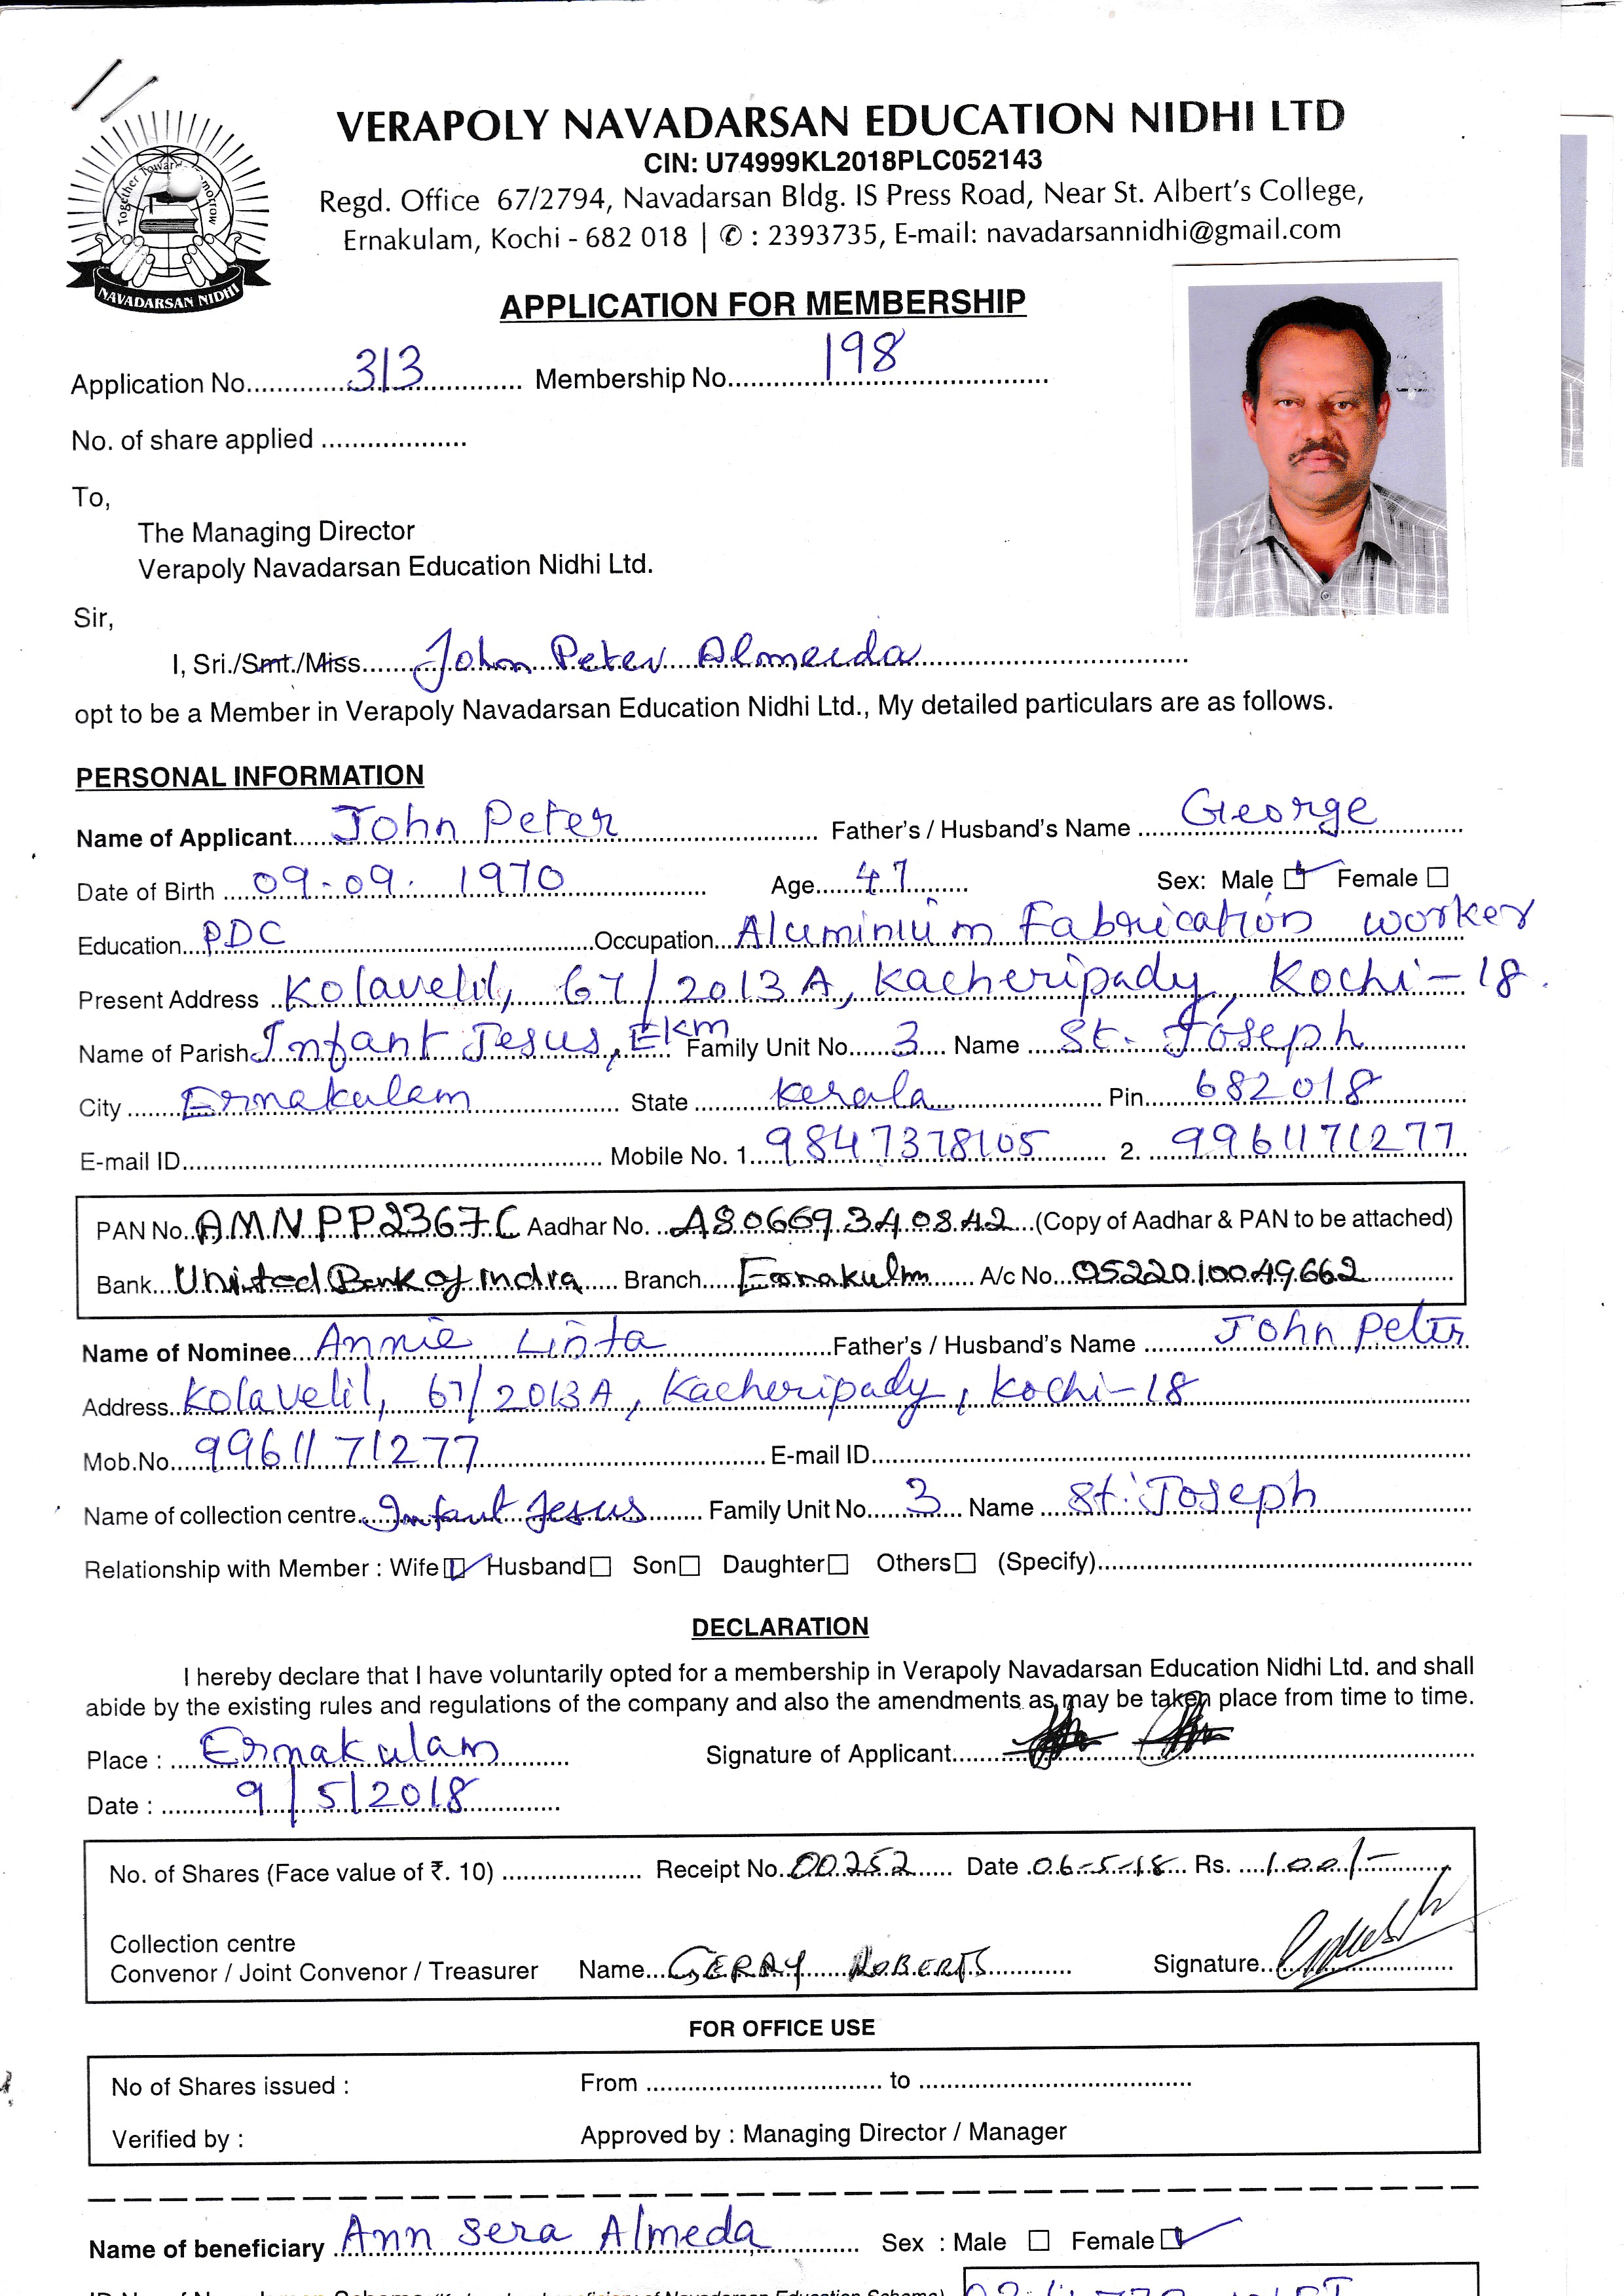 VERAPOLY NAVADARSAN EDUCATION NIDHI LTD
CIN: U74999KL2018PLC052143
Regd. Office 67/2794, Navadarsan Bldg. IS Press Road, Near St. Albert's College,
Ernakulam, Kochi - 682 018 | ✆ : 2393735, E-mail: navadarsannidhi@gmail.com
Together Towards Tomorrow
NAVADARSAN NIDHI
APPLICATION FOR MEMBERSHIP
Application No. 313 Membership No. 198
No. of share applied
To,
The Managing Director
Verapoly Navadarsan Education Nidhi Ltd.
Sir,
I, Sri./Smt./Miss. John Peter Almeida
opt to be a Member in Verapoly Navadarsan Education Nidhi Ltd., My detailed particulars are as follows.
PERSONAL INFORMATION
Name of Applicant John Peter Father's / Husband's Name George
Date of Birth 09-09-1970 Age 47 Sex: Male ☑ Female ☐
Education PDC Occupation Aluminium Fabrication worker
Present Address Kolavelil, 67/2013A, Kacheripady, Kochi-18.
Name of Parish Infant Jesus, Ekm Family Unit No. 3 Name St. Joseph
City Ernakulam State Kerala Pin 682018
E-mail ID Mobile No. 1. 9847378105 2. 9961171277
PAN No. AMNPP2367C Aadhar No. 480669340842 (Copy of Aadhar & PAN to be attached)
Bank United Bank of India Branch Ernakulm A/c No. 0522010049662
Name of Nominee Annie Linta Father's / Husband's Name John Peter
Address Kolavelil, 67/2013A, Kacheripady, Kochi-18
Mob.No. 9961171277 E-mail ID
Name of collection centre Infant Jesus Family Unit No. 3 Name St. Joseph
Relationship with Member : Wife ☑ Husband ☐ Son ☐ Daughter ☐ Others ☐ (Specify)
DECLARATION
I hereby declare that I have voluntarily opted for a membership in Verapoly Navadarsan Education Nidhi Ltd. and shall
abide by the existing rules and regulations of the company and also the amendments as may be taken place from time to time.
Place : Ernakulam Signature of Applicant
Date : 9/5/2018
No. of Shares (Face value of ₹. 10) Receipt No. 00252 Date 06-5-18 Rs. 100/-
Collection centre
Convenor / Joint Convenor / Treasurer Name GERRY ROBERTS Signature
FOR OFFICE USE
No of Shares issued : From to
Verified by : Approved by : Managing Director / Manager
Name of beneficiary Ann Sera Almeda Sex : Male ☐ Female ☑